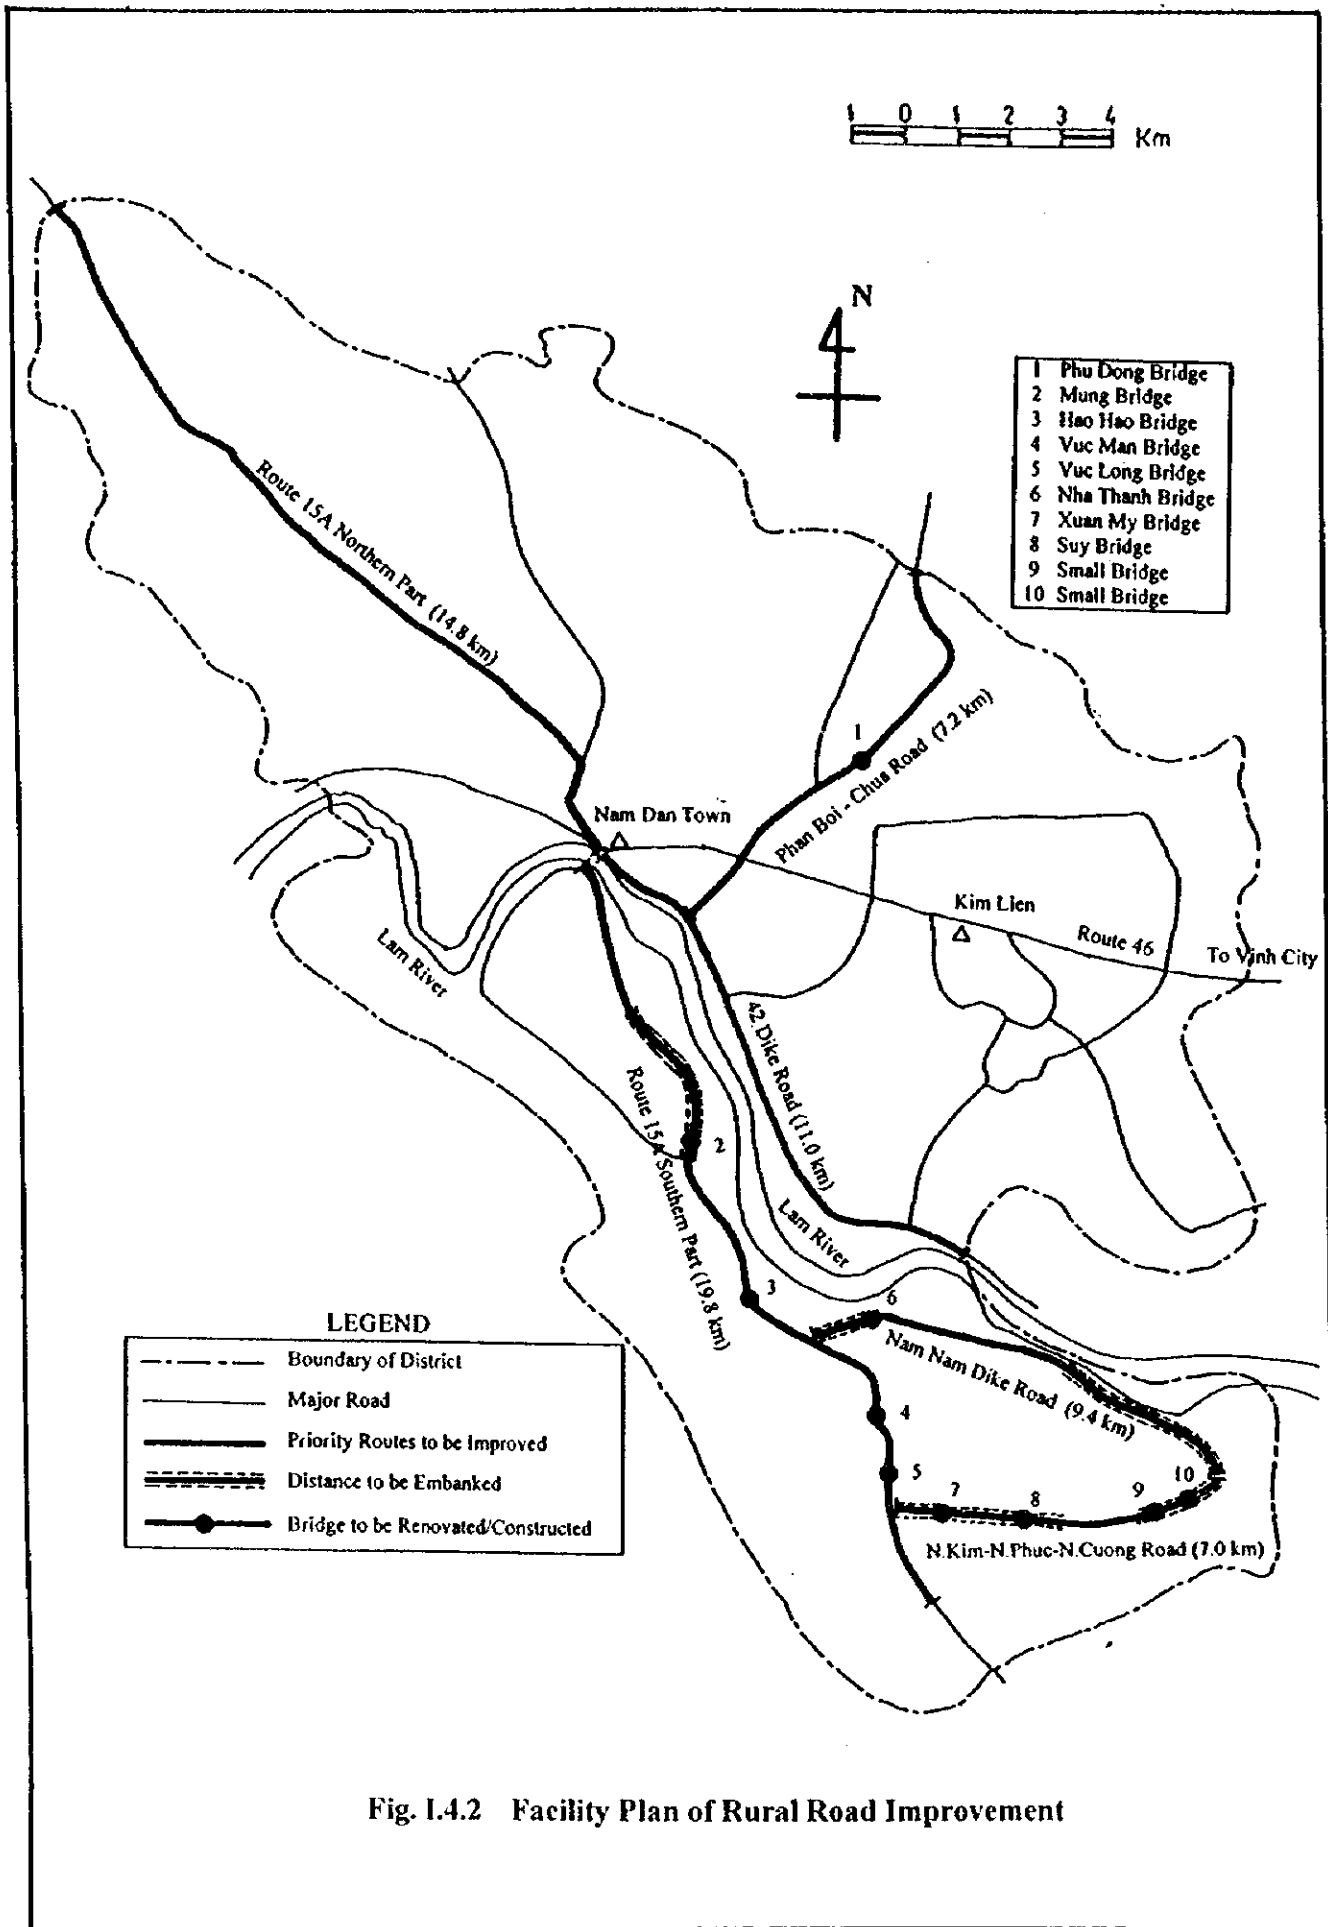 1 0 1 2 3 4 Km
N
1 Phu Dong Bridge
2 Mung Bridge
3 Hao Hao Bridge
4 Vuc Man Bridge
5 Vuc Long Bridge
6 Nha Thanh Bridge
7 Xuan My Bridge
8 Suy Bridge
9 Small Bridge
10 Small Bridge
Route 15A Northern Part (14.8 km)
1
Phan Boi - Chua Road (7.2 km)
Nam Dan Town
Kim Lien
Route 46
To Vinh City
Lam River
42 Dike Road (11.0 km)
Route 15A Southern Part (19.8 km)
2
Lam River
3
6
Nam Nam Dike Road (9.4 km)
4
5
7
8
9
10
N.Kim-N.Phuc-N.Cuong Road (7.0 km)
LEGEND
Boundary of District
Major Road
Priority Routes to be Improved
Distance to be Embanked
Bridge to be Renovated/Constructed
Fig. I.4.2 Facility Plan of Rural Road Improvement